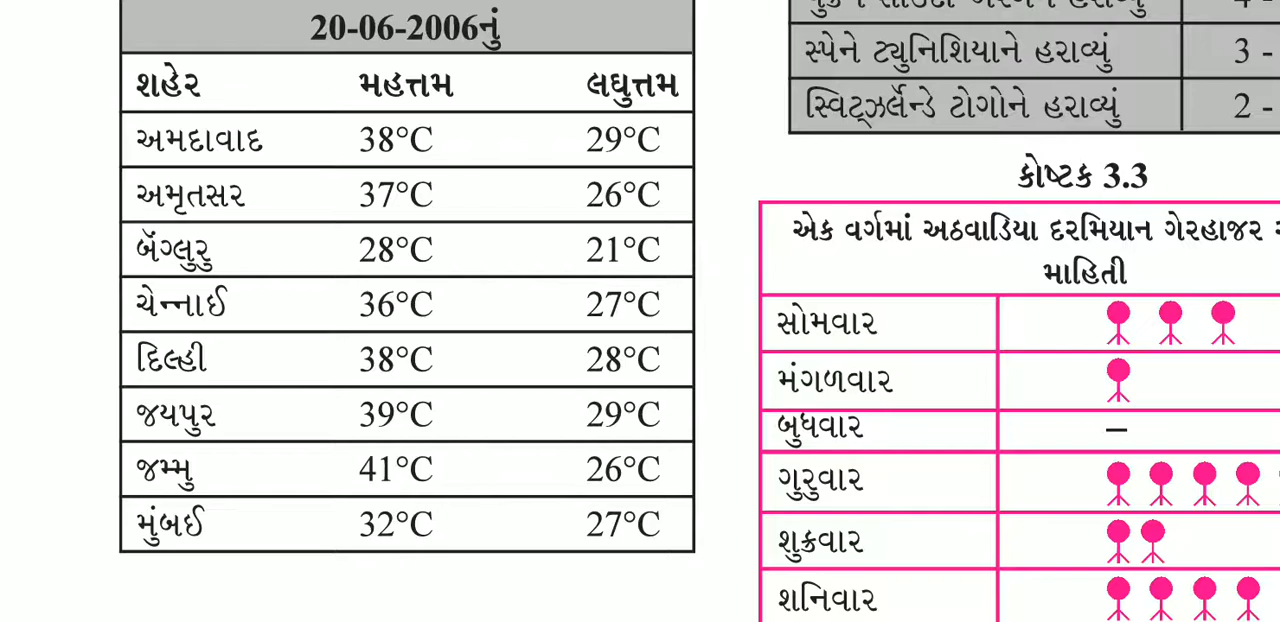 20-06-2006નું
શહેર મહત્તમ લઘુત્તમ
અમદાવાદ 38°C 29°C
અમૃતસર 37°C 26°C
બૅંગ્લુરુ 28°C 21°C
ચેન્નાઈ 36°C 27°C
દિલ્હી 38°C 28°C
જયપુર 39°C 29°C
જમ્મુ 41°C 26°C
મુંબઈ 32°C 27°C
હરાવ્યું 4 -
સ્પેને ટ્યુનિશિયાને હરાવ્યું 3 -
સ્વિટ્ઝર્લૅન્ડે ટોગોને હરાવ્યું 2 -
કોષ્ટક 3.3
એક વર્ગમાં અઠવાડિયા દરમિયાન ગેરહાજર
માહિતી
સોમવાર
મંગળવાર
બુધવાર –
ગુરુવાર
શુક્રવાર
શનિવાર